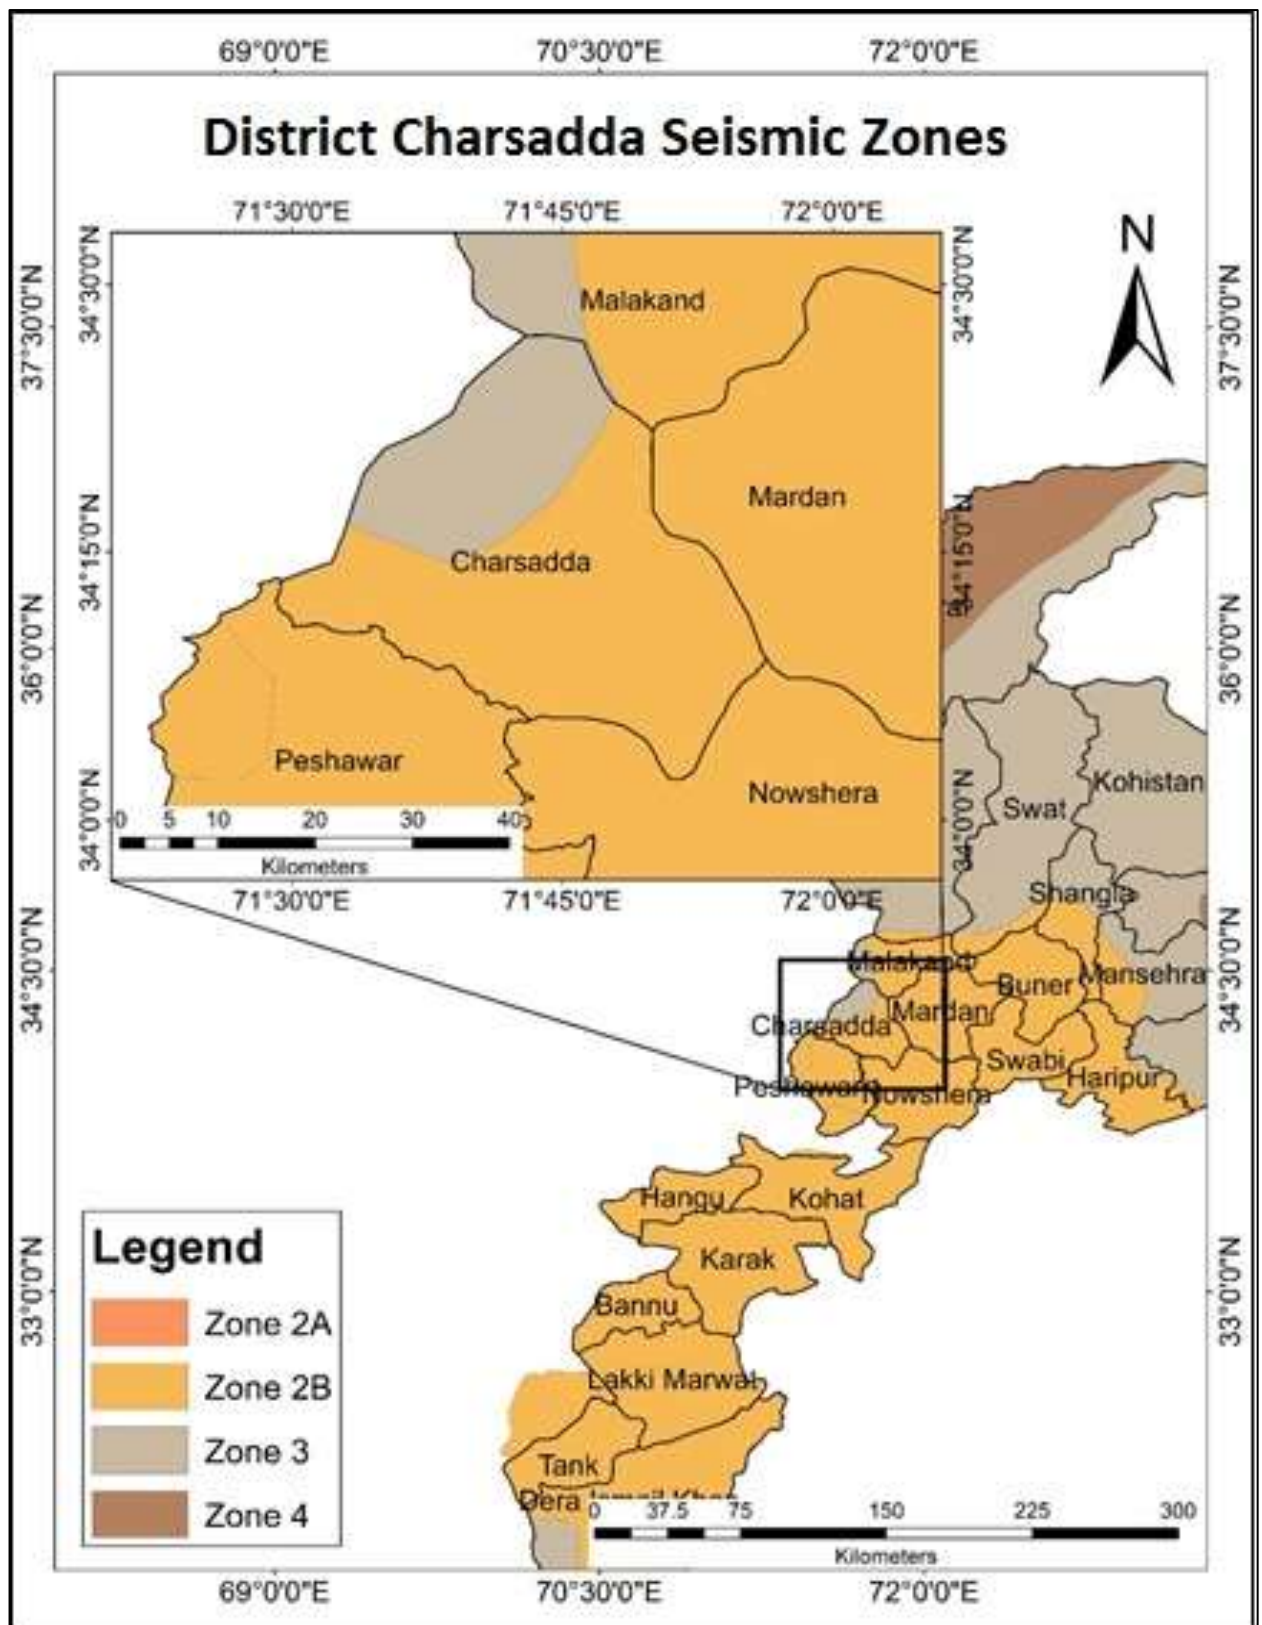 69°0'0"E 70°30'0"E 72°0'0"E
District Charsadda Seismic Zones
71°30'0"E 71°45'0"E 72°0'0"E
N
37°30'0"N
34°30'0"N
34°30'0"N
37°30'0"N
Malakand
Mardan
34°15'0"N
34°15'0"N
Charsadda
36°0'0"N
36°0'0"N
Peshawar
Nowshera
Kohistan
Swat
34°0'0"N
34°0'0"N
0 5 10 20 30 40
Kilometers
71°30'0"E 71°45'0"E 72°0'0"E
Shangla
34°30'0"N
34°30'0"N
Malakand
Buner
Mansehra
Mardan
Charsadda
Swabi
Haripur
Peshawar
Nowshera
Hangu
Kohat
Karak
Bannu
Lakki Marwat
Tank
Dera Ismail Khan
33°0'0"N
33°0'0"N
Legend
Zone 2A
Zone 2B
Zone 3
Zone 4
0 37.5 75 150 225 300
Kilometers
69°0'0"E 70°30'0"E 72°0'0"E